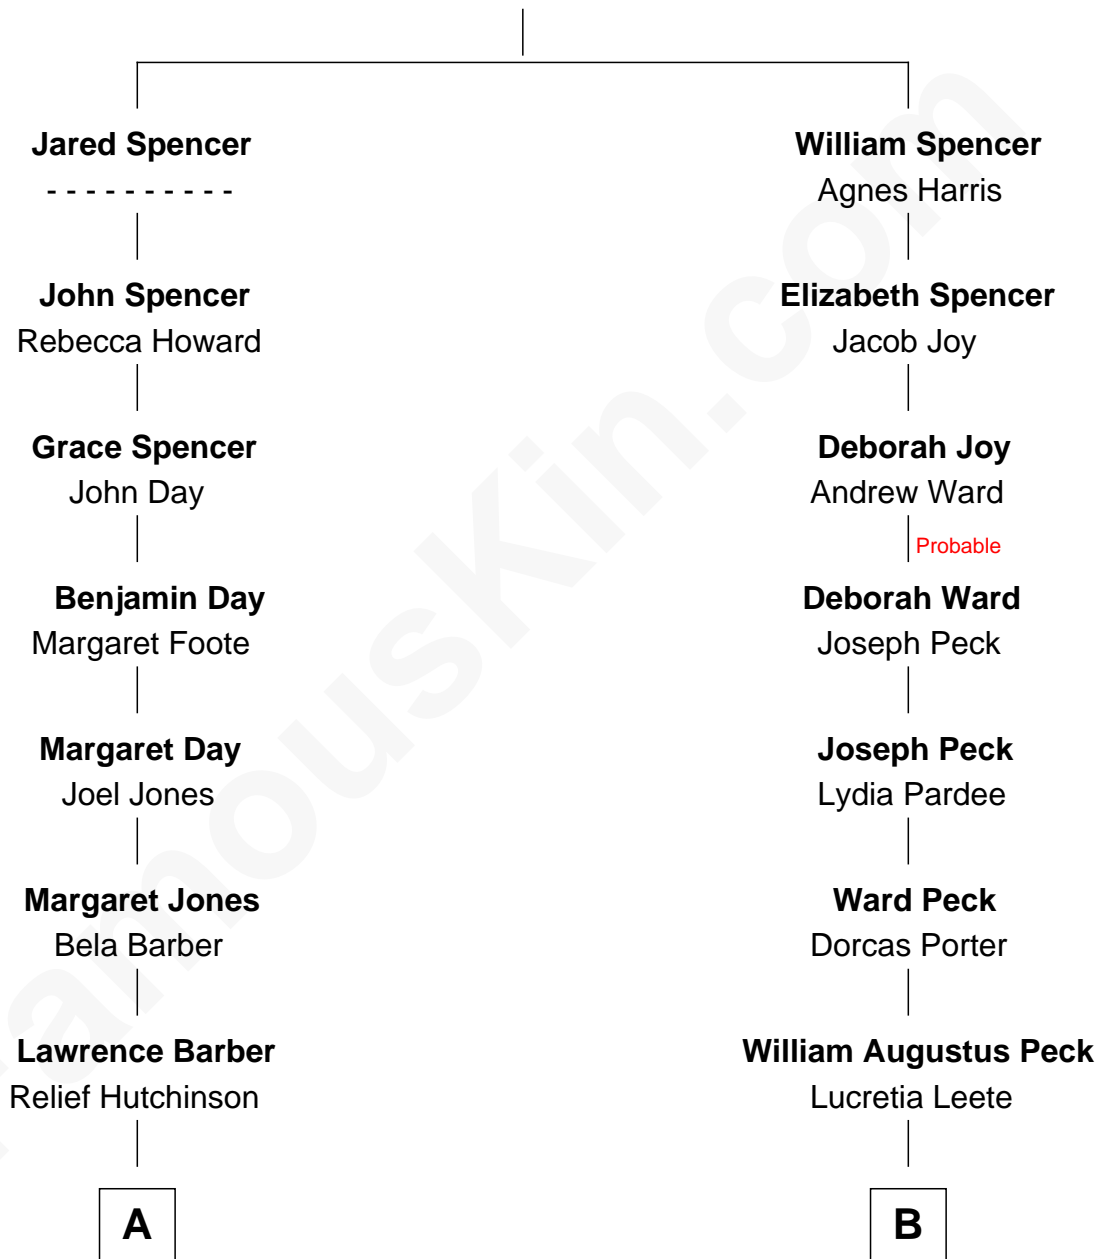 Jared Spencer
- - - - - - - - - -
John Spencer
Rebecca Howard
Grace Spencer
John Day
Benjamin Day
Margaret Foote
Margaret Day
Joel Jones
Margaret Jones
Bela Barber
Lawrence Barber
Relief Hutchinson
A
William Spencer
Agnes Harris
Elizabeth Spencer
Jacob Joy
Deborah Joy
Andrew Ward
Probable
Deborah Ward
Joseph Peck
Joseph Peck
Lydia Pardee
Ward Peck
Dorcas Porter
William Augustus Peck
Lucretia Leete
B
FamousKin.com